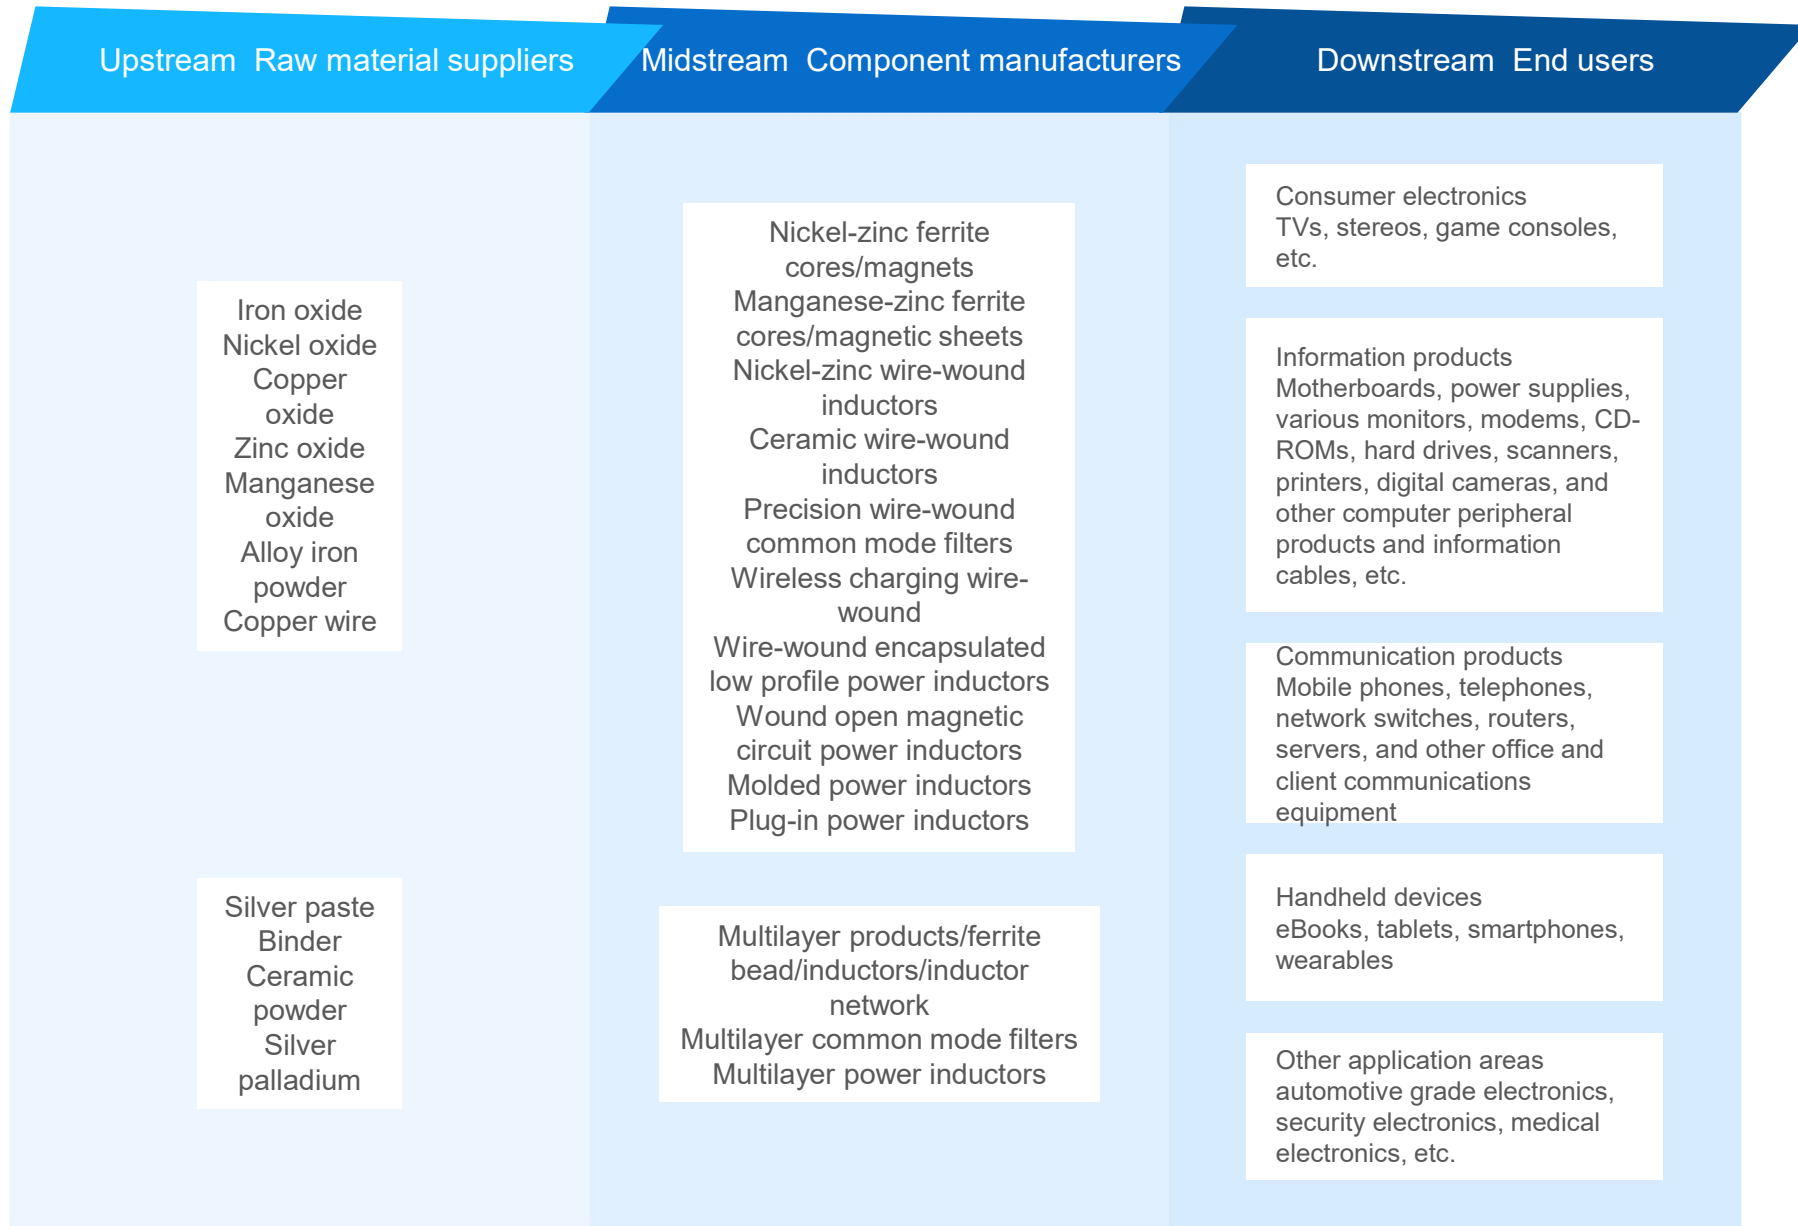 Upstream  Raw material suppliers
Midstream  Component manufacturers
Downstream  End users
Iron oxide
Nickel oxide
Copper
oxide
Zinc oxide
Manganese
oxide
Alloy iron
powder
Copper wire
Silver paste
Binder
Ceramic
powder
Silver
palladium
Nickel-zinc ferrite
cores/magnets
Manganese-zinc ferrite
cores/magnetic sheets
Nickel-zinc wire-wound
inductors
Ceramic wire-wound
inductors
Precision wire-wound
common mode filters
Wireless charging wire-
wound
Wire-wound encapsulated
low profile power inductors
Wound open magnetic
circuit power inductors
Molded power inductors
Plug-in power inductors
Multilayer products/ferrite
bead/inductors/inductor
network
Multilayer common mode filters
Multilayer power inductors
Consumer electronics
TVs, stereos, game consoles,
etc.
Information products
Motherboards, power supplies,
various monitors, modems, CD-
ROMs, hard drives, scanners,
printers, digital cameras, and
other computer peripheral
products and information
cables, etc.
Communication products
Mobile phones, telephones,
network switches, routers,
servers, and other office and
client communications
equipment
Handheld devices
eBooks, tablets, smartphones,
wearables
Other application areas
automotive grade electronics,
security electronics, medical
electronics, etc.